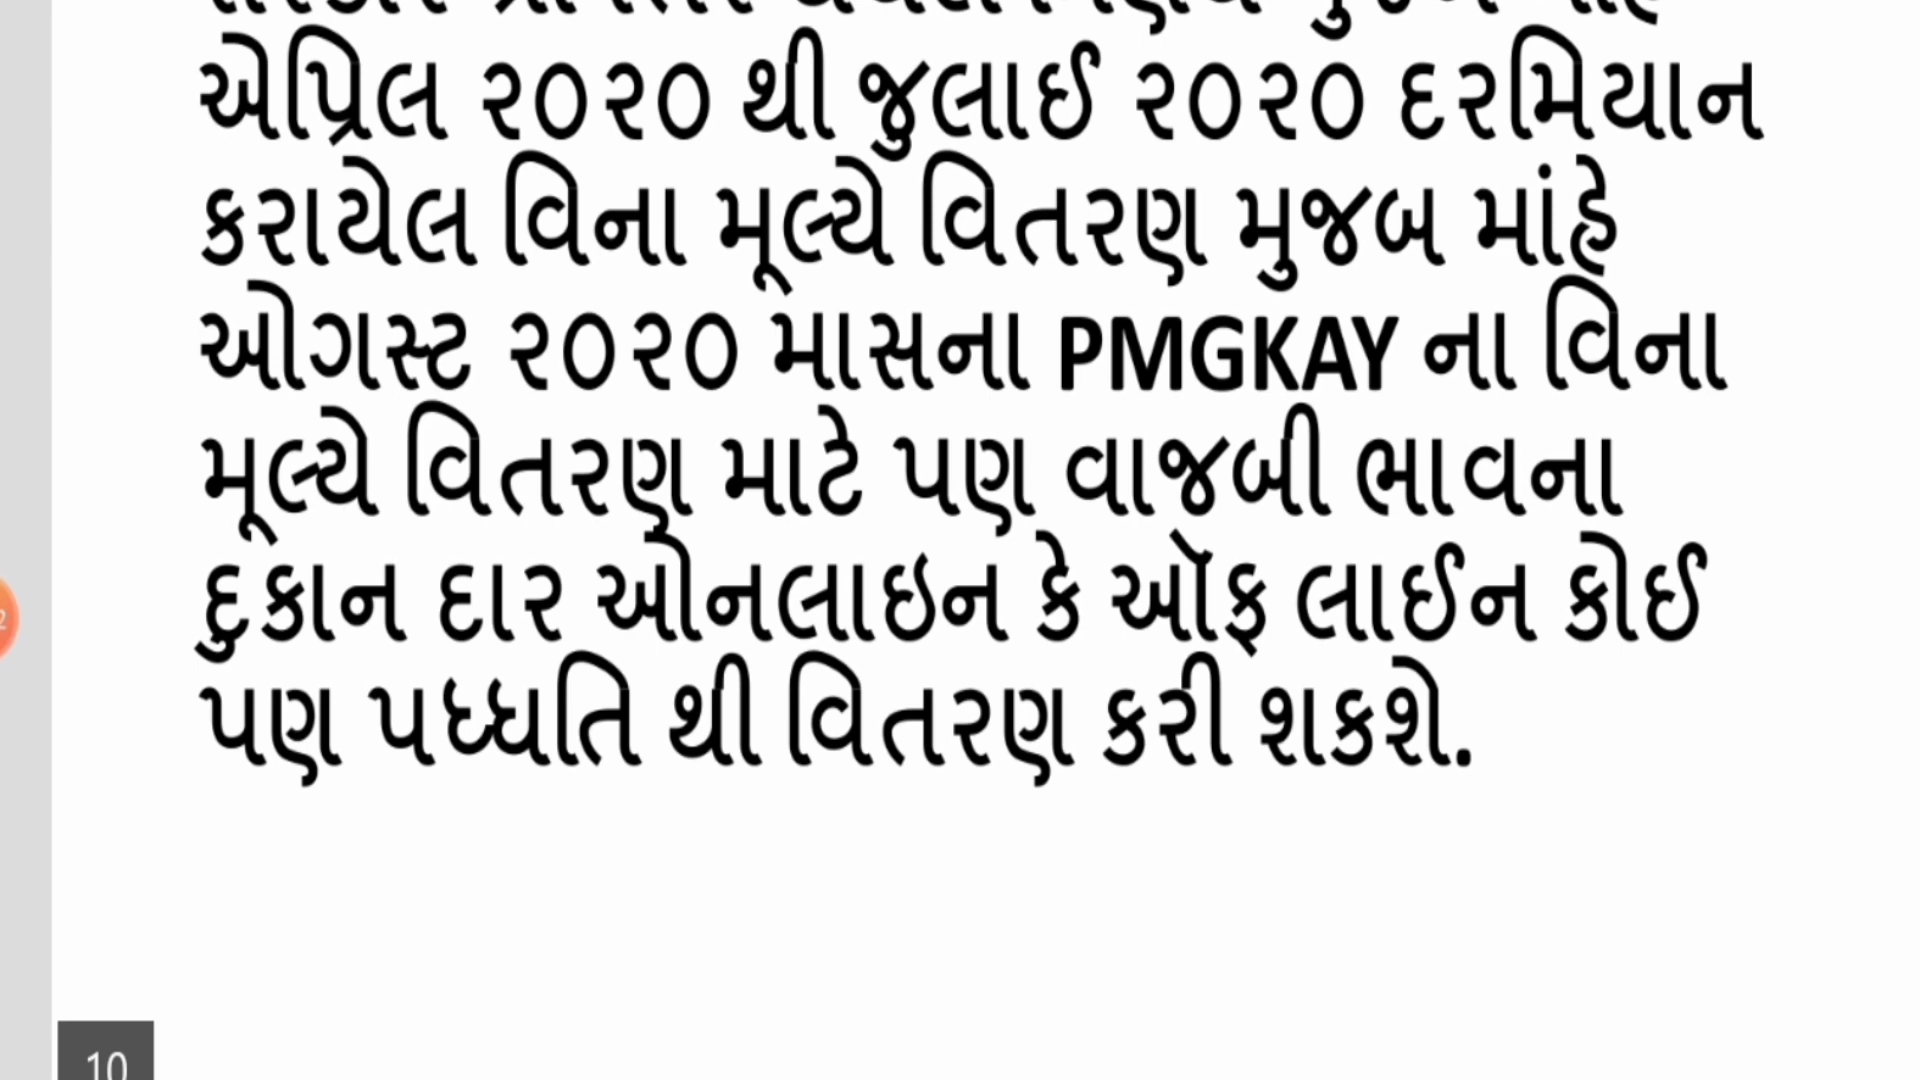 એપ્રિલ ૨૦૨૦ થી જુલાઈ ૨૦૨૦ દરમિયાન
કરાયેલ વિના મૂલ્યે વિતરણ મુજબ માંહે
ઓગસ્ટ ૨૦૨૦ માસના PMGKAY ના વિના
મૂલ્યે વિતરણ માટે પણ વાજબી ભાવના
દુકાન દાર ઓનલાઇન કે ઑફ લાઈન કોઈ
પણ પધ્ધતિ થી વિતરણ કરી શકશે.
10